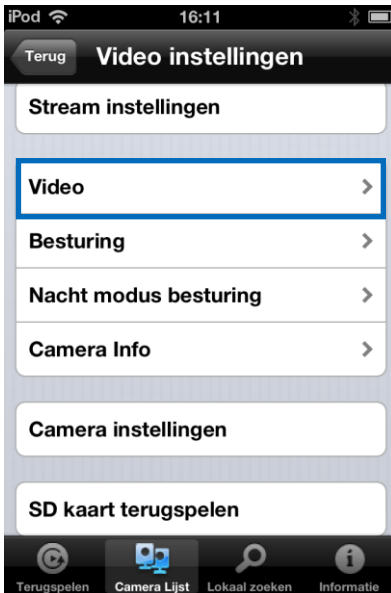 iPod 16:11
Terug Video instellingen
Stream instellingen
Video
Besturing
Nacht modus besturing
Camera Info
Camera instellingen
SD kaart terugspelen
Terugspelen Camera Lijst Lokaal zoeken Informatie